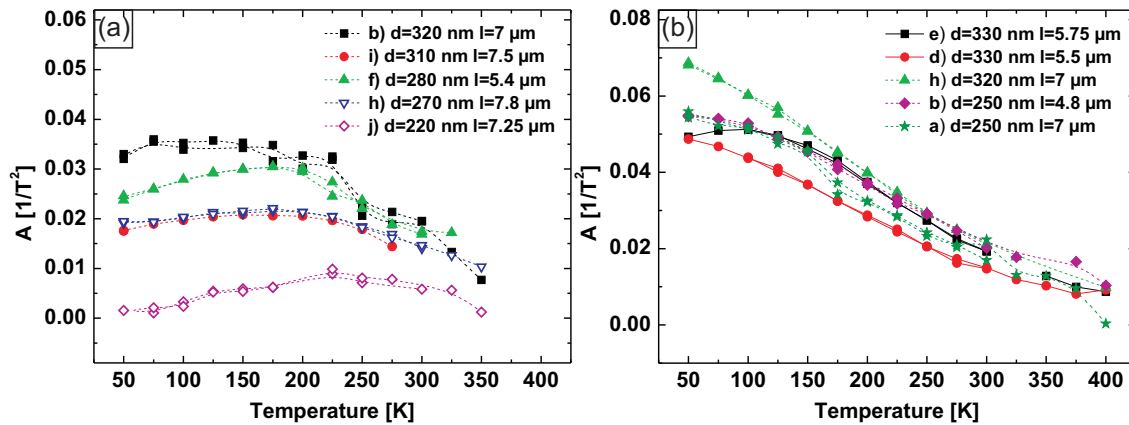 (a)
b) d=320 nm l=7 µm
i) d=310 nm l=7.5 µm
f) d=280 nm l=5.4 µm
h) d=270 nm l=7.8 µm
j) d=220 nm l=7.25 µm
A [1/T²]
0.06
0.05
0.04
0.03
0.02
0.01
0.00
50 100 150 200 250 300 350 400
Temperature [K]
(b)
e) d=330 nm l=5.75 µm
d) d=330 nm l=5.5 µm
h) d=320 nm l=7 µm
b) d=250 nm l=4.8 µm
a) d=250 nm l=7 µm
A [1/T²]
0.08
0.06
0.04
0.02
0.00
50 100 150 200 250 300 350 400
Temperature [K]